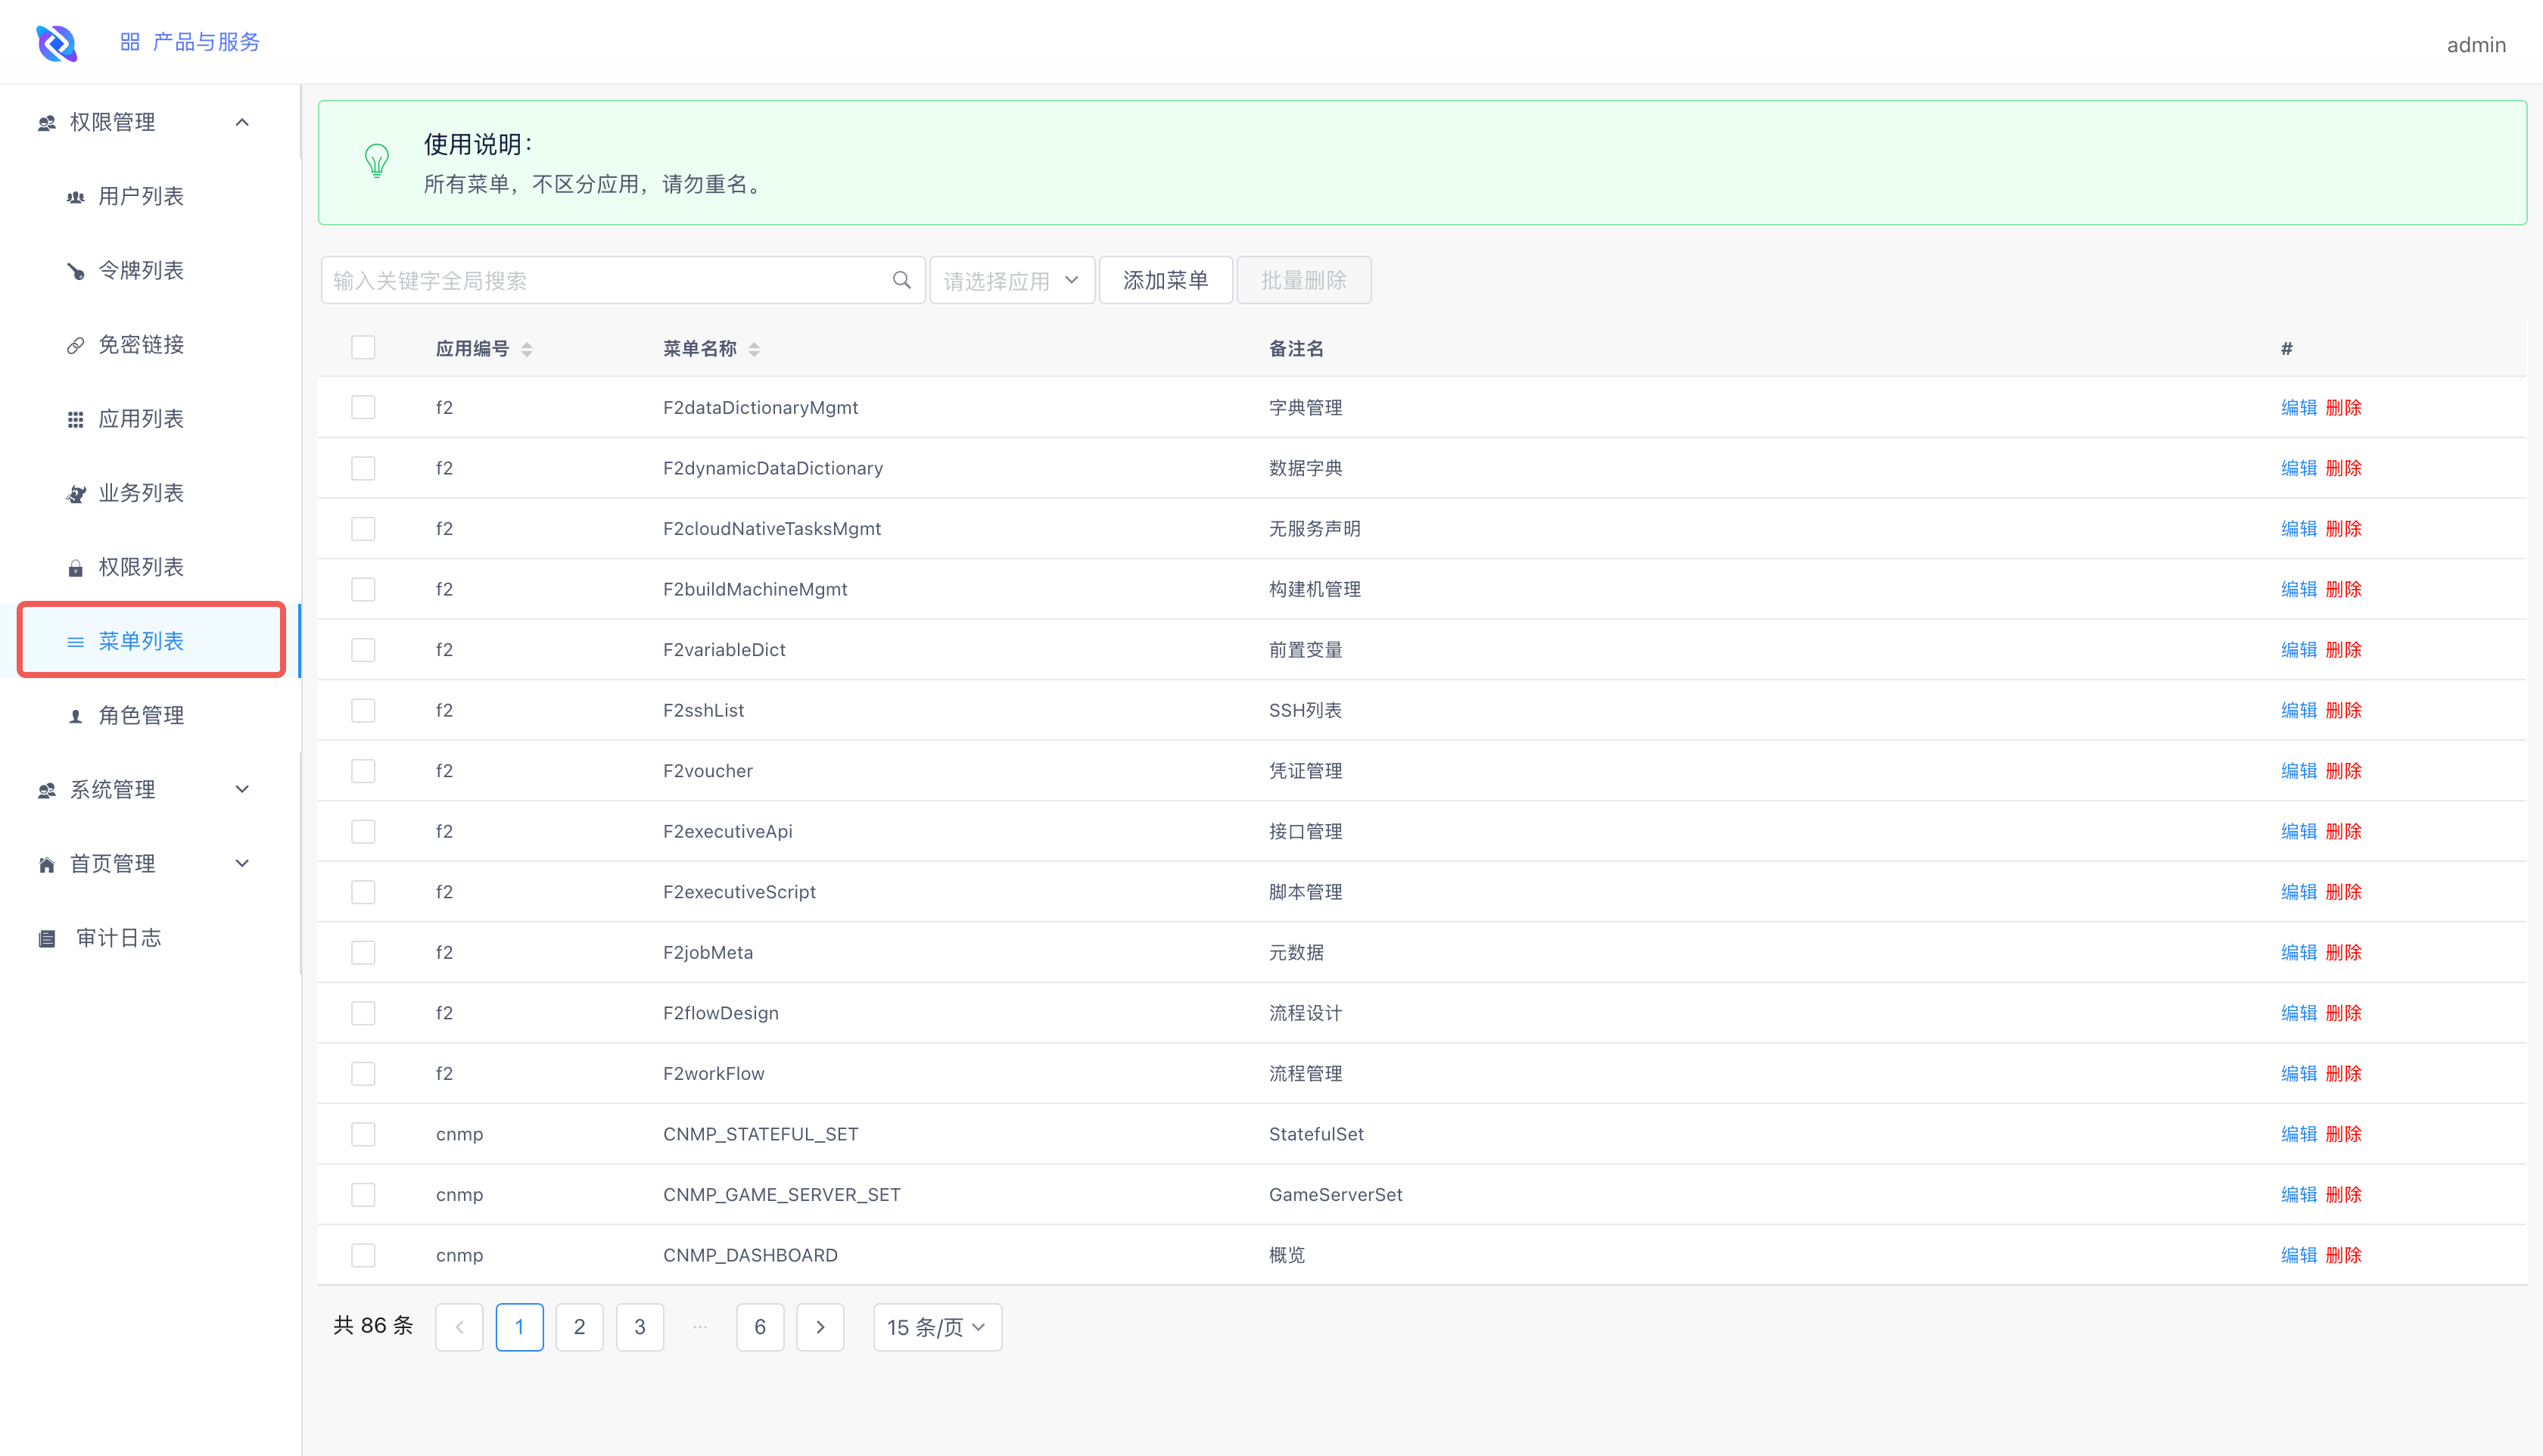 产品与服务
admin
权限管理
用户列表
令牌列表
免密链接
应用列表
业务列表
权限列表
菜单列表
角色管理
系统管理
首页管理
审计日志
使用说明：
所有菜单，不区分应用，请勿重名。
输入关键字全局搜索 请选择应用 添加菜单 批量删除
应用编号 菜单名称 备注名 #
f2 F2dataDictionaryMgmt 字典管理 编辑 删除
f2 F2dynamicDataDictionary 数据字典 编辑 删除
f2 F2cloudNativeTasksMgmt 无服务声明 编辑 删除
f2 F2buildMachineMgmt 构建机管理 编辑 删除
f2 F2variableDict 前置变量 编辑 删除
f2 F2sshList SSH列表 编辑 删除
f2 F2voucher 凭证管理 编辑 删除
f2 F2executiveApi 接口管理 编辑 删除
f2 F2executiveScript 脚本管理 编辑 删除
f2 F2jobMeta 元数据 编辑 删除
f2 F2flowDesign 流程设计 编辑 删除
f2 F2workFlow 流程管理 编辑 删除
cnmp CNMP_STATEFUL_SET StatefulSet 编辑 删除
cnmp CNMP_GAME_SERVER_SET GameServerSet 编辑 删除
cnmp CNMP_DASHBOARD 概览 编辑 删除
共 86 条 1 2 3 ··· 6 15 条/页